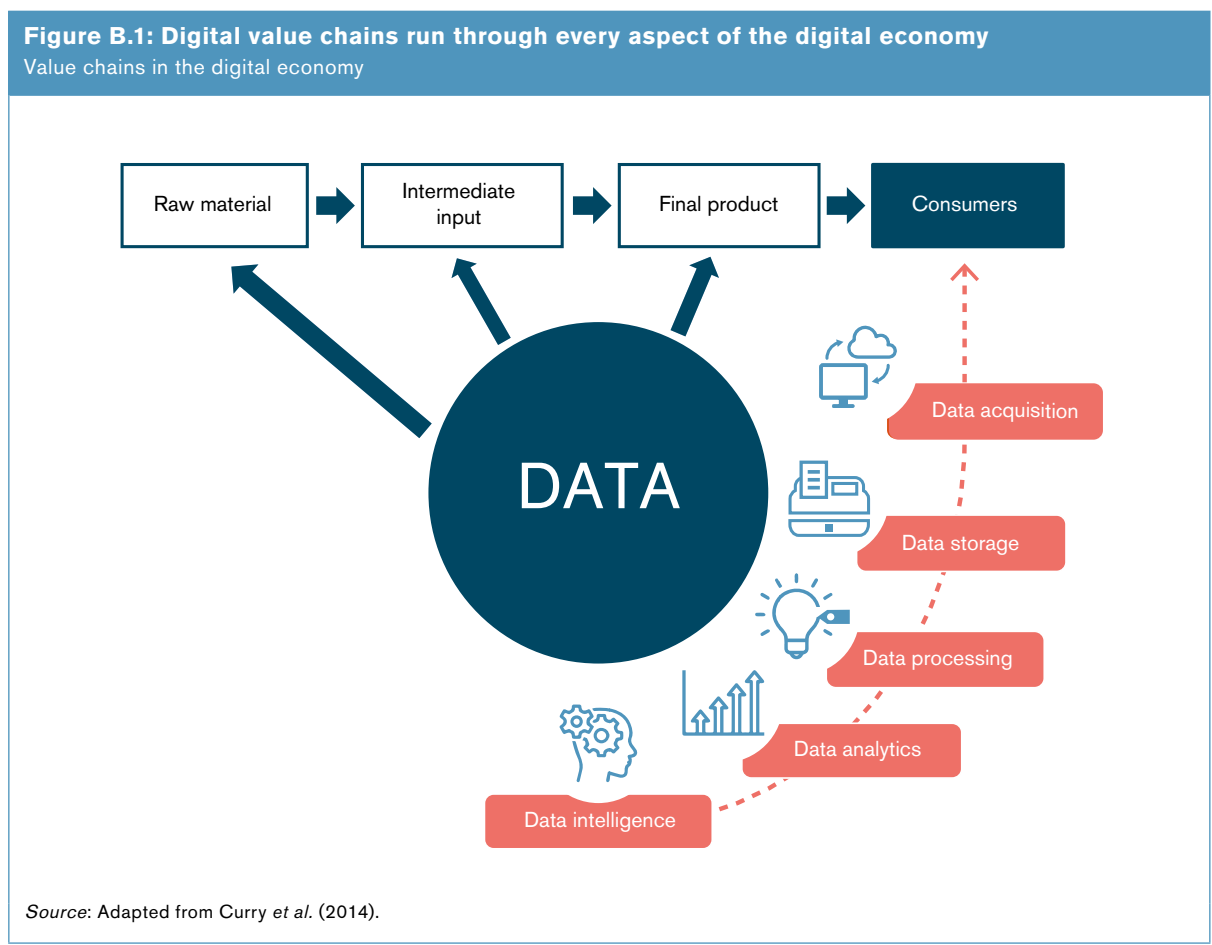 Figure B.1: Digital value chains run through every aspect of the digital economy
Value chains in the digital economy
Raw material
Intermediate
input
Final product
Consumers
DATA
Data acquisition
Data storage
Data processing
Data analytics
Data intelligence
Source: Adapted from Curry et al. (2014).